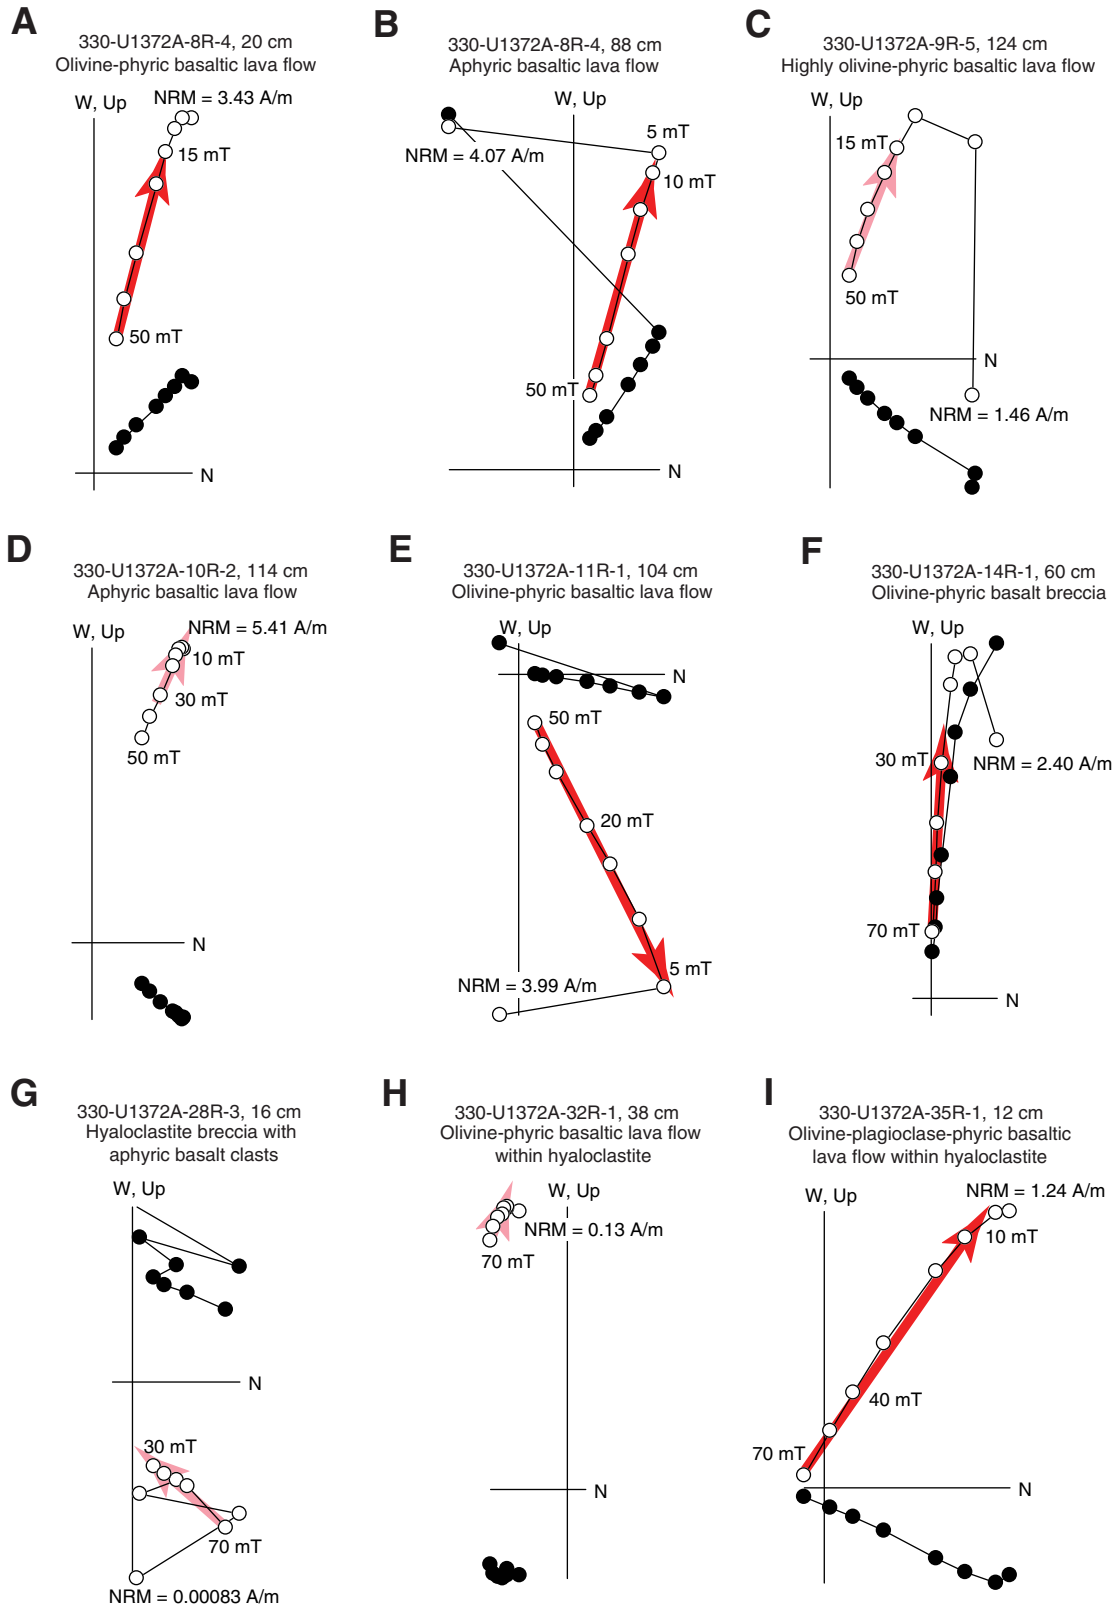 A
330-U1372A-8R-4, 20 cm
Olivine-phyric basaltic lava flow
W, Up
NRM = 3.43 A/m
15 mT
50 mT
N
B
330-U1372A-8R-4, 88 cm
Aphyric basaltic lava flow
W, Up
5 mT
NRM = 4.07 A/m
10 mT
50 mT
N
C
330-U1372A-9R-5, 124 cm
Highly olivine-phyric basaltic lava flow
W, Up
15 mT
50 mT
N
NRM = 1.46 A/m
D
330-U1372A-10R-2, 114 cm
Aphyric basaltic lava flow
W, Up
NRM = 5.41 A/m
10 mT
30 mT
50 mT
N
E
330-U1372A-11R-1, 104 cm
Olivine-phyric basaltic lava flow
W, Up
N
50 mT
20 mT
5 mT
NRM = 3.99 A/m
F
330-U1372A-14R-1, 60 cm
Olivine-phyric basalt breccia
W, Up
30 mT
NRM = 2.40 A/m
70 mT
N
G
330-U1372A-28R-3, 16 cm
Hyaloclastite breccia with
aphyric basalt clasts
W, Up
N
30 mT
70 mT
NRM = 0.00083 A/m
H
330-U1372A-32R-1, 38 cm
Olivine-phyric basaltic lava flow
within hyaloclastite
W, Up
NRM = 0.13 A/m
70 mT
N
I
330-U1372A-35R-1, 12 cm
Olivine-plagioclase-phyric basaltic
lava flow within hyaloclastite
W, Up
NRM = 1.24 A/m
10 mT
40 mT
70 mT
N